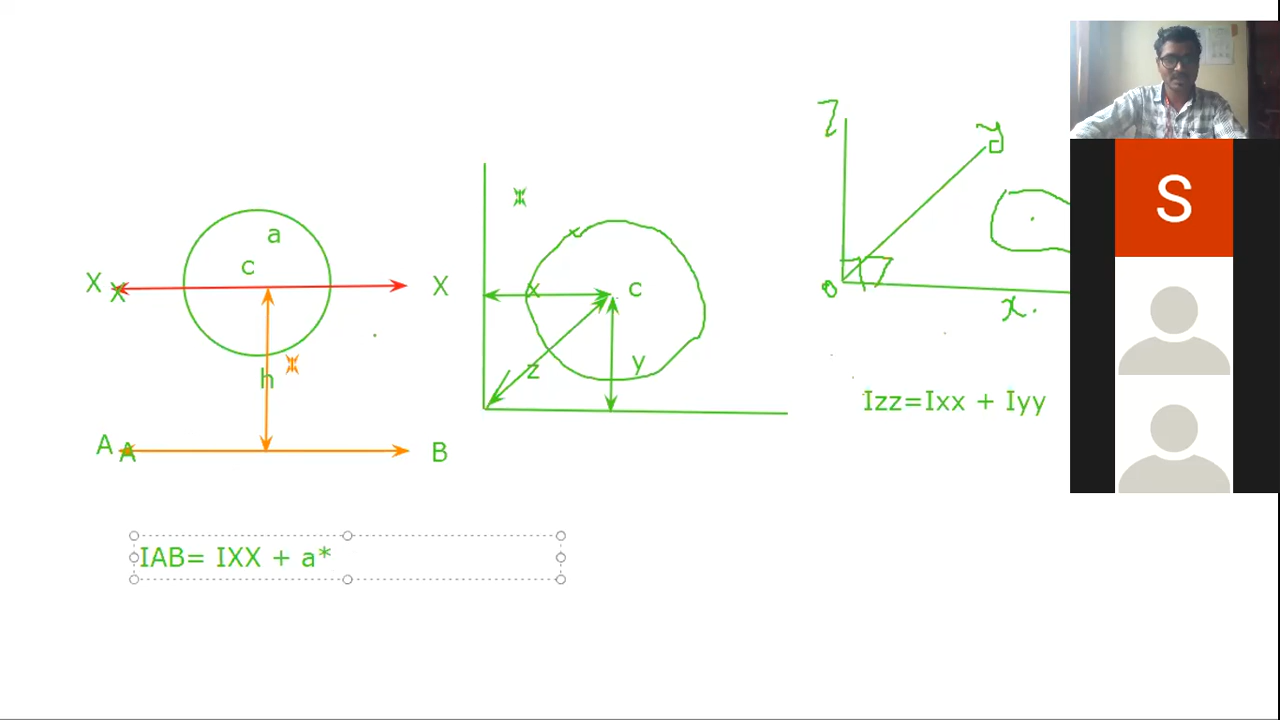 Z
y
a
c
X X X
x c
O
x.
h
z y
Izz=Ixx + Iyy
A A B
IAB= IXX + a*
S